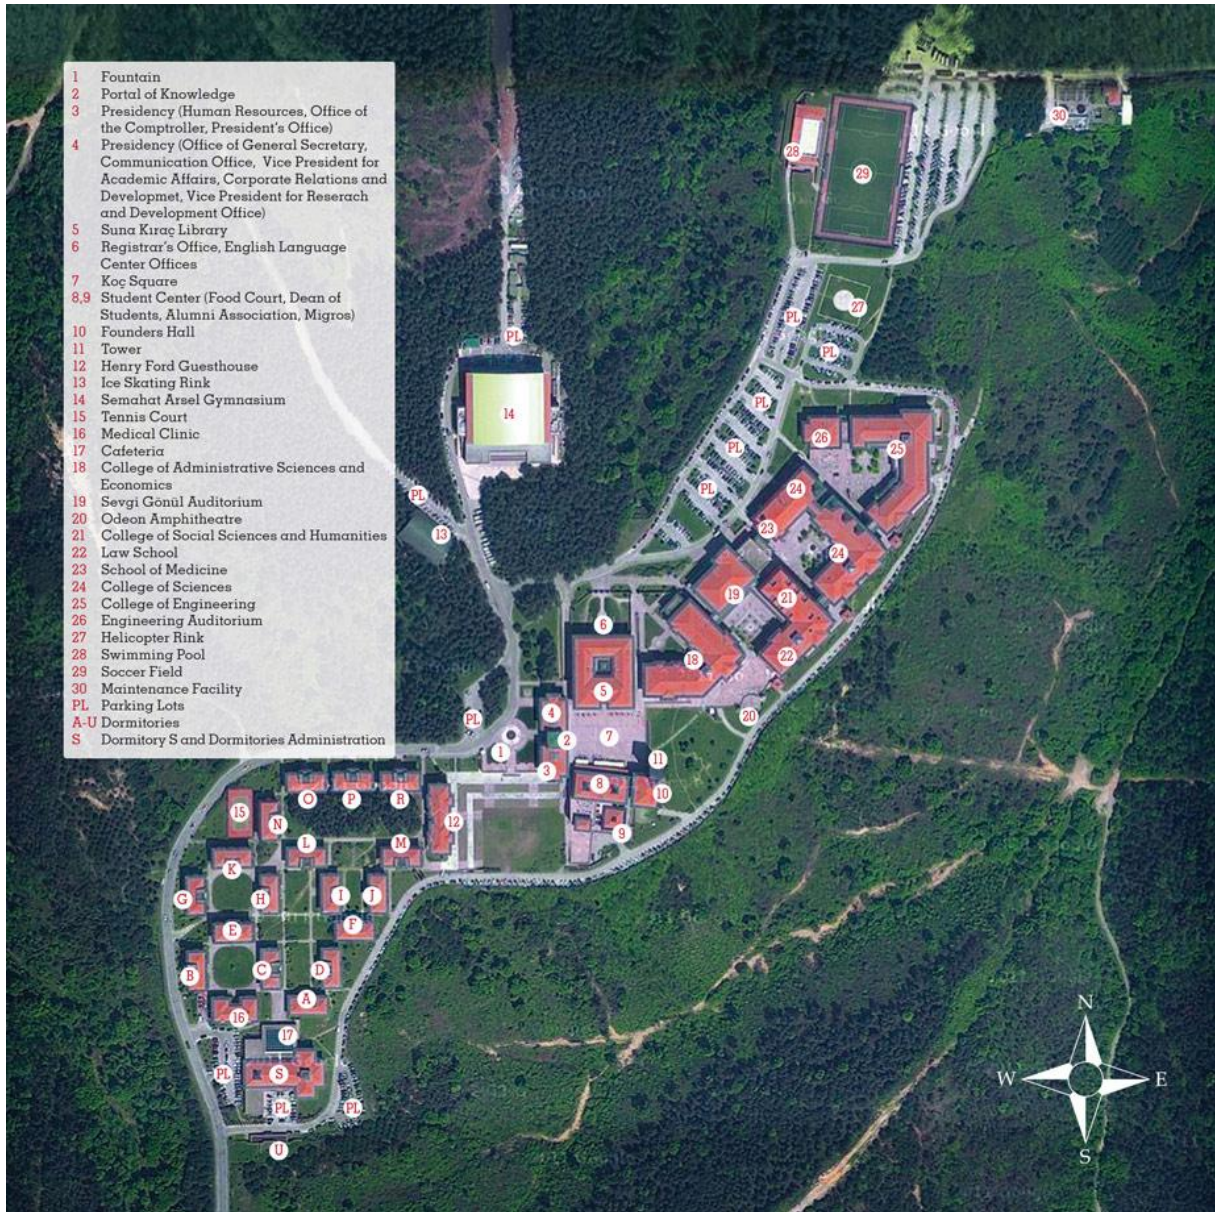 1 Fountain
2 Portal of Knowledge
3 Presidency (Human Resources, Office of
the Comptroller, President's Office)
4 Presidency (Office of General Secretary,
Communication Office, Vice President for
Academic Affairs, Corporate Relations and
Developmet, Vice President for Reserach
and Development Office)
5 Suna Kıraç Library
6 Registrar's Office, English Language
Center Offices
7 Koç Square
8,9 Student Center (Food Court, Dean of
Students, Alumni Association, Migros)
10 Founders Hall
11 Tower
12 Henry Ford Guesthouse
13 Ice Skating Rink
14 Semahat Arsel Gymnasium
15 Tennis Court
16 Medical Clinic
17 Cafeteria
18 College of Administrative Sciences and
Economics
19 Sevgi Gönül Auditorium
20 Odeon Amphitheatre
21 College of Social Sciences and Humanities
22 Law School
23 School of Medicine
24 College of Sciences
25 College of Engineering
26 Engineering Auditorium
27 Helicopter Rink
28 Swimming Pool
29 Soccer Field
30 Maintenance Facility
PL Parking Lots
A-U Dormitories
S Dormitory S and Dormitories Administration
30
28
29
27
PL
PL
PL
PL
14
26
25
PL
PL
24
PL
23
13
24
19
21
6
18
22
5
4
20
PL
7
2
1
11
3
O
P
R
8
10
15
N
12
9
L
M
K
G
H
I
J
F
E
B
C
D
A
16
17
PL
S
PL
PL
U
N
W
E
S